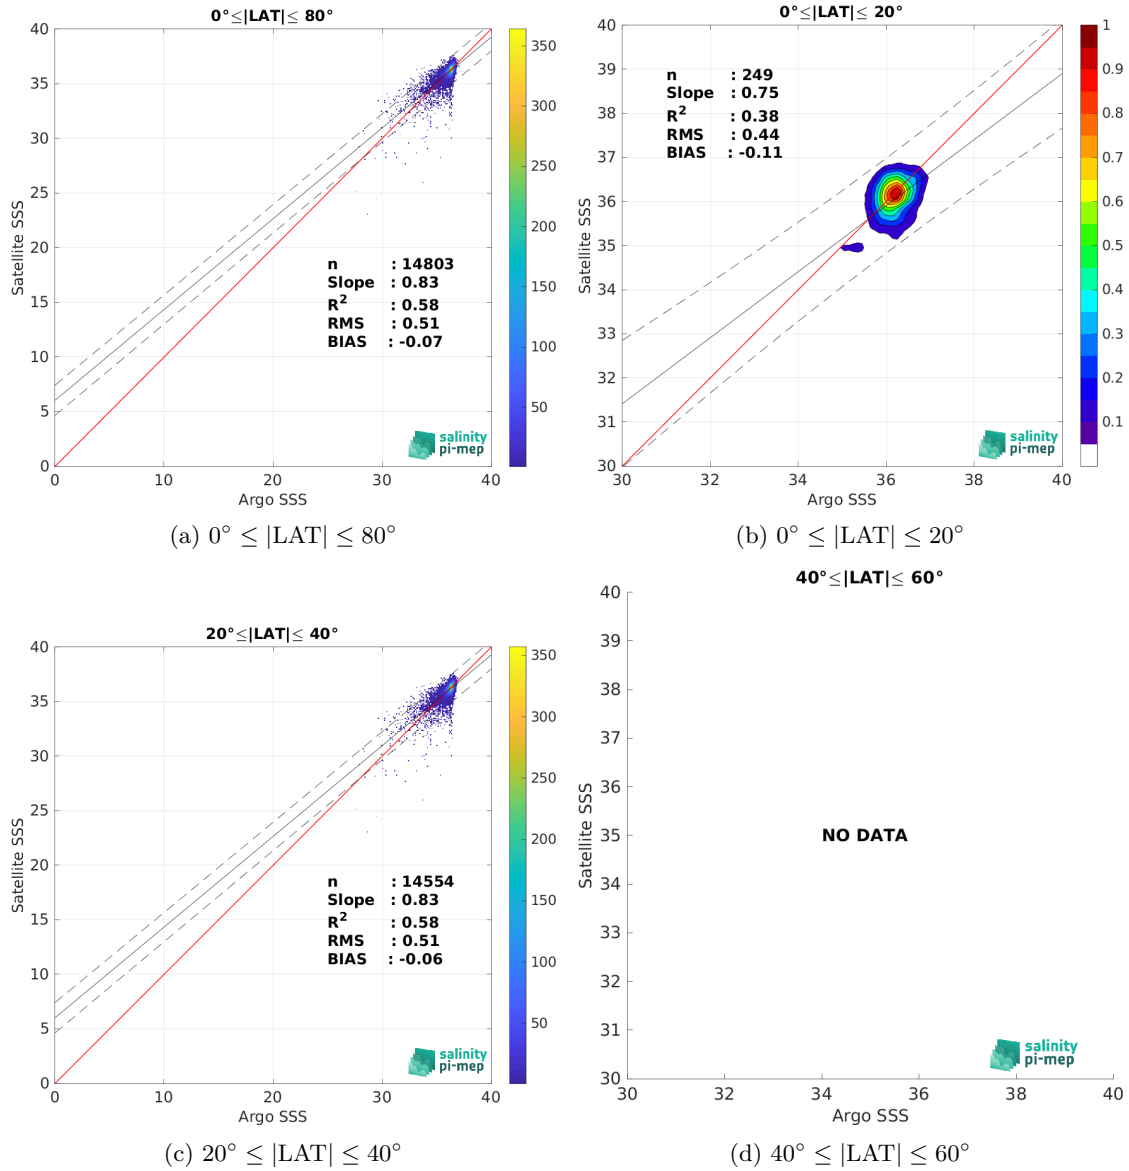 0°≤|LAT|≤ 80°
40
35
30
25
20
15
10
5
0
Satellite SSS
n : 14803
Slope : 0.83
R2 : 0.58
RMS : 0.51
BIAS : -0.07
salinity
pi-mep
0 10 20 30 40
Argo SSS
350
300
250
200
150
100
50
(a) 0° ≤ |LAT| ≤ 80°
0°≤|LAT|≤ 20°
40
39
38
37
36
35
34
33
32
31
30
Satellite SSS
n : 249
Slope : 0.75
R2 : 0.38
RMS : 0.44
BIAS : -0.11
salinity
pi-mep
30 32 34 36 38 40
Argo SSS
1
0.9
0.8
0.7
0.6
0.5
0.4
0.3
0.2
0.1
(b) 0° ≤ |LAT| ≤ 20°
20°≤|LAT|≤ 40°
40
35
30
25
20
15
10
5
0
Satellite SSS
n : 14554
Slope : 0.83
R2 : 0.58
RMS : 0.51
BIAS : -0.06
salinity
pi-mep
0 10 20 30 40
Argo SSS
350
300
250
200
150
100
50
(c) 20° ≤ |LAT| ≤ 40°
40°≤|LAT|≤ 60°
40
39
38
37
36
35
34
33
32
31
30
Satellite SSS
NO DATA
salinity
pi-mep
30 32 34 36 38 40
Argo SSS
(d) 40° ≤ |LAT| ≤ 60°